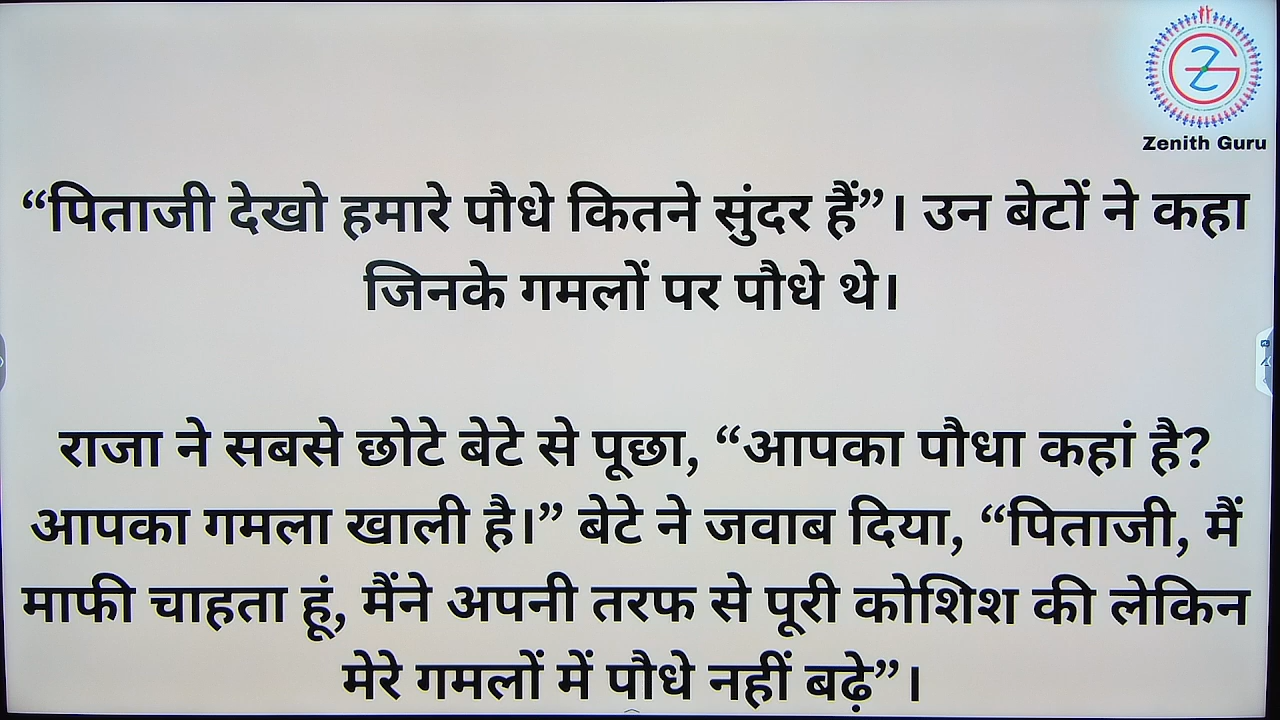 Zenith Guru
“पिताजी देखो हमारे पौधे कितने सुंदर हैं”। उन बेटों ने कहा
जिनके गमलों पर पौधे थे।
राजा ने सबसे छोटे बेटे से पूछा, “आपका पौधा कहां है?
आपका गमला खाली है।” बेटे ने जवाब दिया, “पिताजी, मैं
माफी चाहता हूं, मैंने अपनी तरफ से पूरी कोशिश की लेकिन
मेरे गमलों में पौधे नहीं बढ़े”।